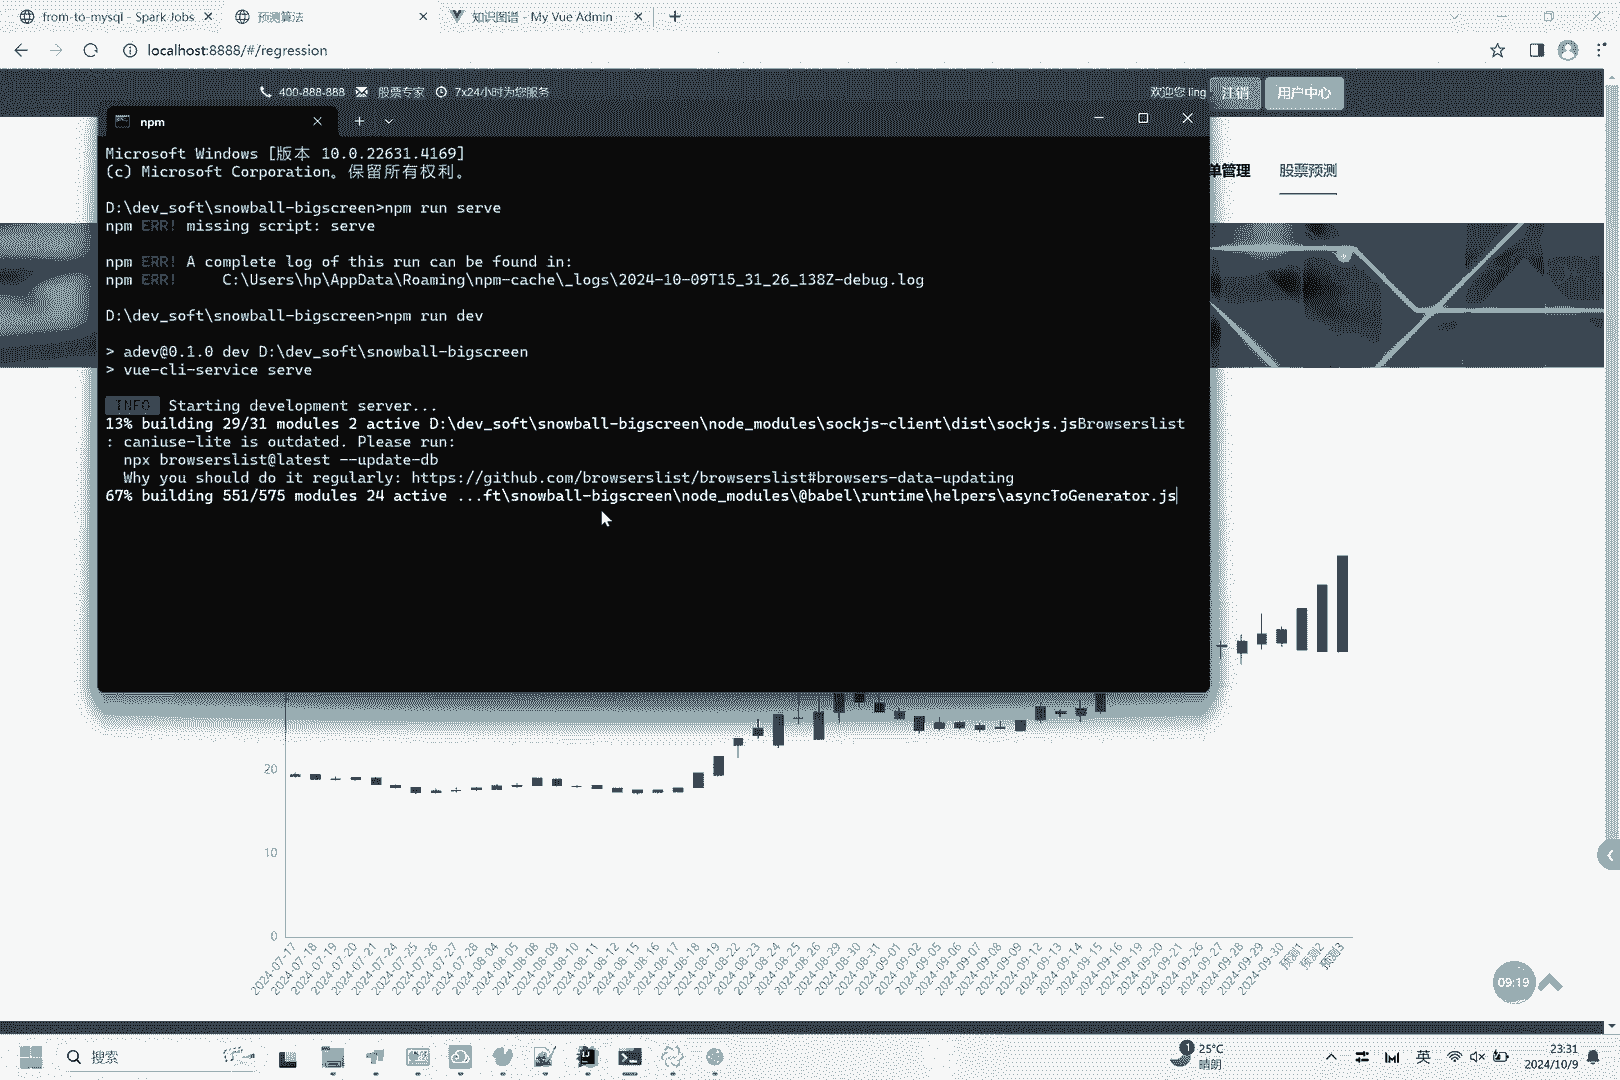 from-to-mysql - Spark Jobs
预测算法
知识图谱 - My Vue Admin
localhost:8888/#/regression
400-888-888 股票专家 7x24小时为您服务
欢迎您 ling 注销 用户中心
npm
单管理 股票预测
Microsoft Windows [版本 10.0.22631.4169]
(c) Microsoft Corporation。保留所有权利。
D:\dev_soft\snowball-bigscreen>npm run serve
npm ERR! missing script: serve
npm ERR! A complete log of this run can be found in:
npm ERR!     C:\Users\hp\AppData\Roaming\npm-cache\_logs\2024-10-09T15_31_26_138Z-debug.log
D:\dev_soft\snowball-bigscreen>npm run dev
> adev@0.1.0 dev D:\dev_soft\snowball-bigscreen
> vue-cli-service serve
INFO Starting development server...
13% building 29/31 modules 2 active D:\dev_soft\snowball-bigscreen\node_modules\sockjs-client\dist\sockjs.jsBrowserslist
: caniuse-lite is outdated. Please run:
npx browserslist@latest --update-db
Why you should do it regularly: https://github.com/browserslist/browserslist#browsers-data-updating
67% building 551/575 modules 24 active ...ft\snowball-bigscreen\node_modules\@babel\runtime\helpers\asyncToGenerator.js
20
10
0
2024-07-17
2024-07-18
2024-07-19
2024-07-20
2024-07-21
2024-07-24
2024-07-25
2024-07-26
2024-07-27
2024-07-28
2024-08-04
2024-08-05
2024-08-08
2024-08-09
2024-08-10
2024-08-11
2024-08-12
2024-08-15
2024-08-16
2024-08-17
2024-08-18
2024-08-19
2024-08-22
2024-08-23
2024-08-24
2024-08-25
2024-08-26
2024-08-29
2024-08-30
2024-08-31
2024-09-01
2024-09-02
2024-09-05
2024-09-06
2024-09-07
2024-09-08
2024-09-09
2024-09-12
2024-09-13
2024-09-14
2024-09-15
2024-09-16
2024-09-19
2024-09-20
2024-09-21
2024-09-26
2024-09-27
2024-09-28
2024-09-29
2024-09-30
预测1
预测2
预测3
09:19
搜索
1
25°C
晴朗
英
23:31
2024/10/9